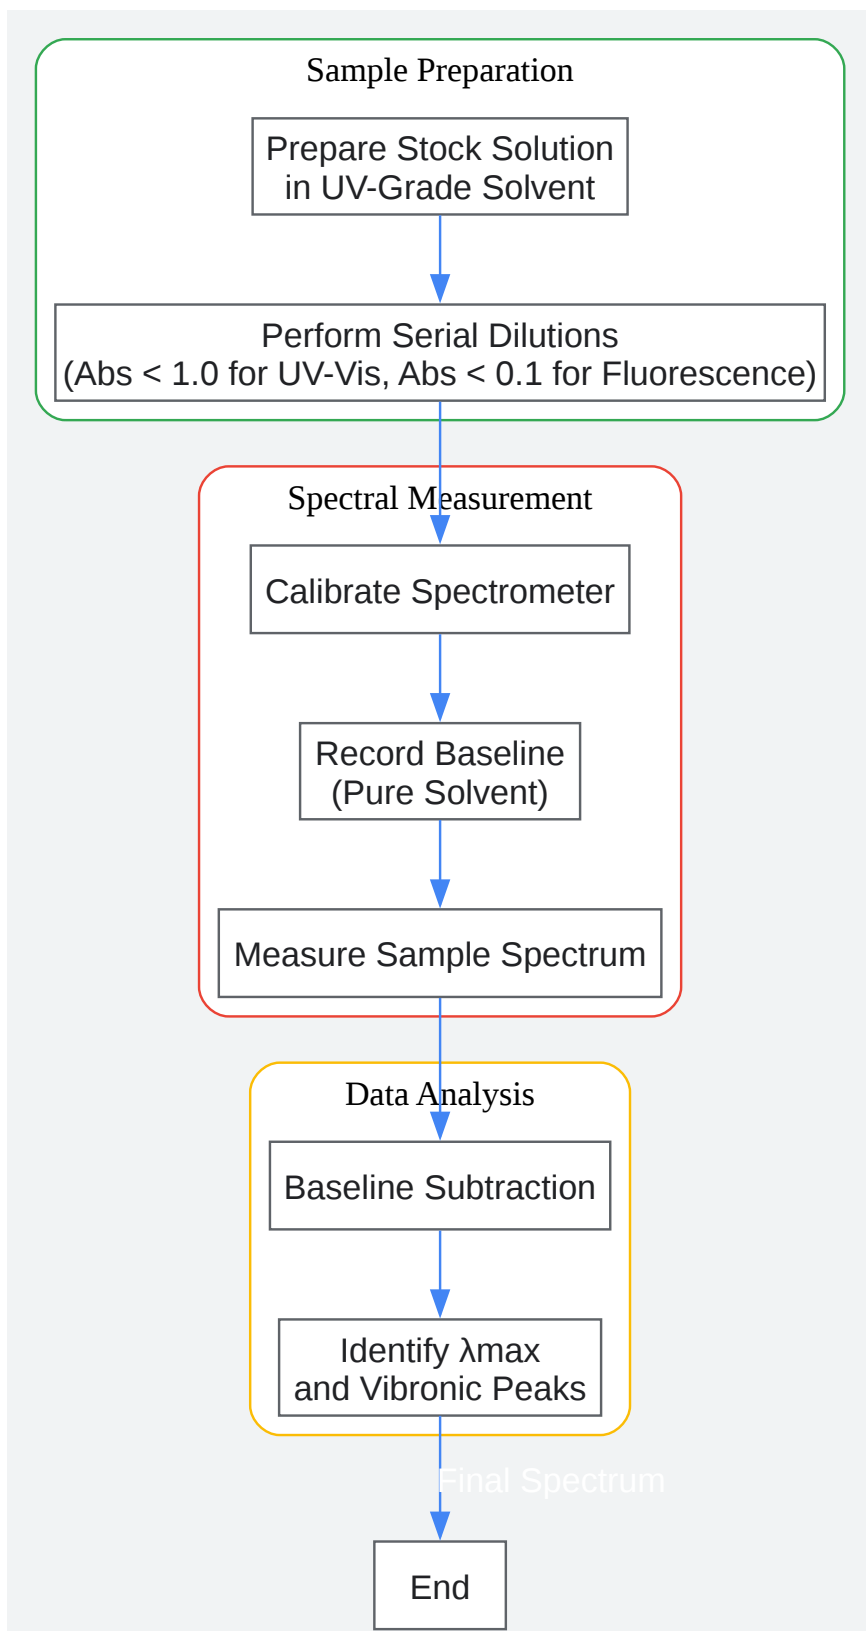 Sample Preparation
Prepare Stock Solution
in UV-Grade Solvent
Perform Serial Dilutions
(Abs < 1.0 for UV-Vis, Abs < 0.1 for Fluorescence)
Spectral Measurement
Calibrate Spectrometer
Record Baseline
(Pure Solvent)
Measure Sample Spectrum
Data Analysis
Baseline Subtraction
Identify λmax
and Vibronic Peaks
Final Spectrum
End